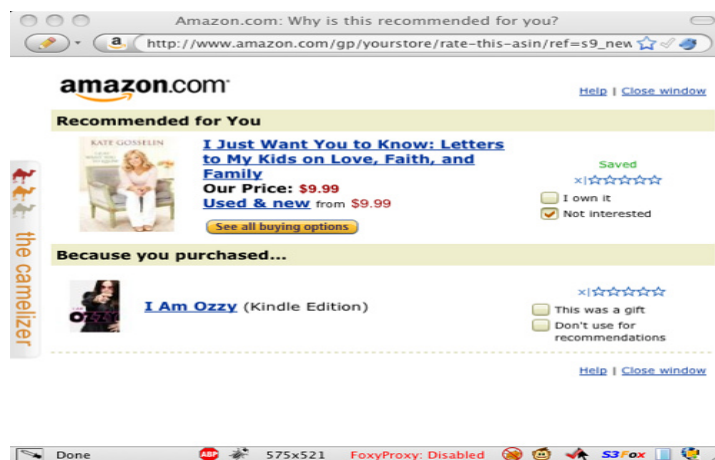 Amazon.com: Why is this recommended for you?
a http://www.amazon.com/gp/yourstore/rate-this-asin/ref=s9_new
amazon.com
Help | Close window
Recommended for You
KATE GOSSELIN
I Just Want You to Know: Letters
to My Kids on Love, Faith, and
Family
Our Price: $9.99
Used & new from $9.99
See all buying options
Saved
I own it
Not interested
the camelizer
Because you purchased...
OZZY
I Am Ozzy (Kindle Edition)
This was a gift
Don't use for
recommendations
Help | Close window
Done ABP 575x521 FoxyProxy: Disabled S3Fox